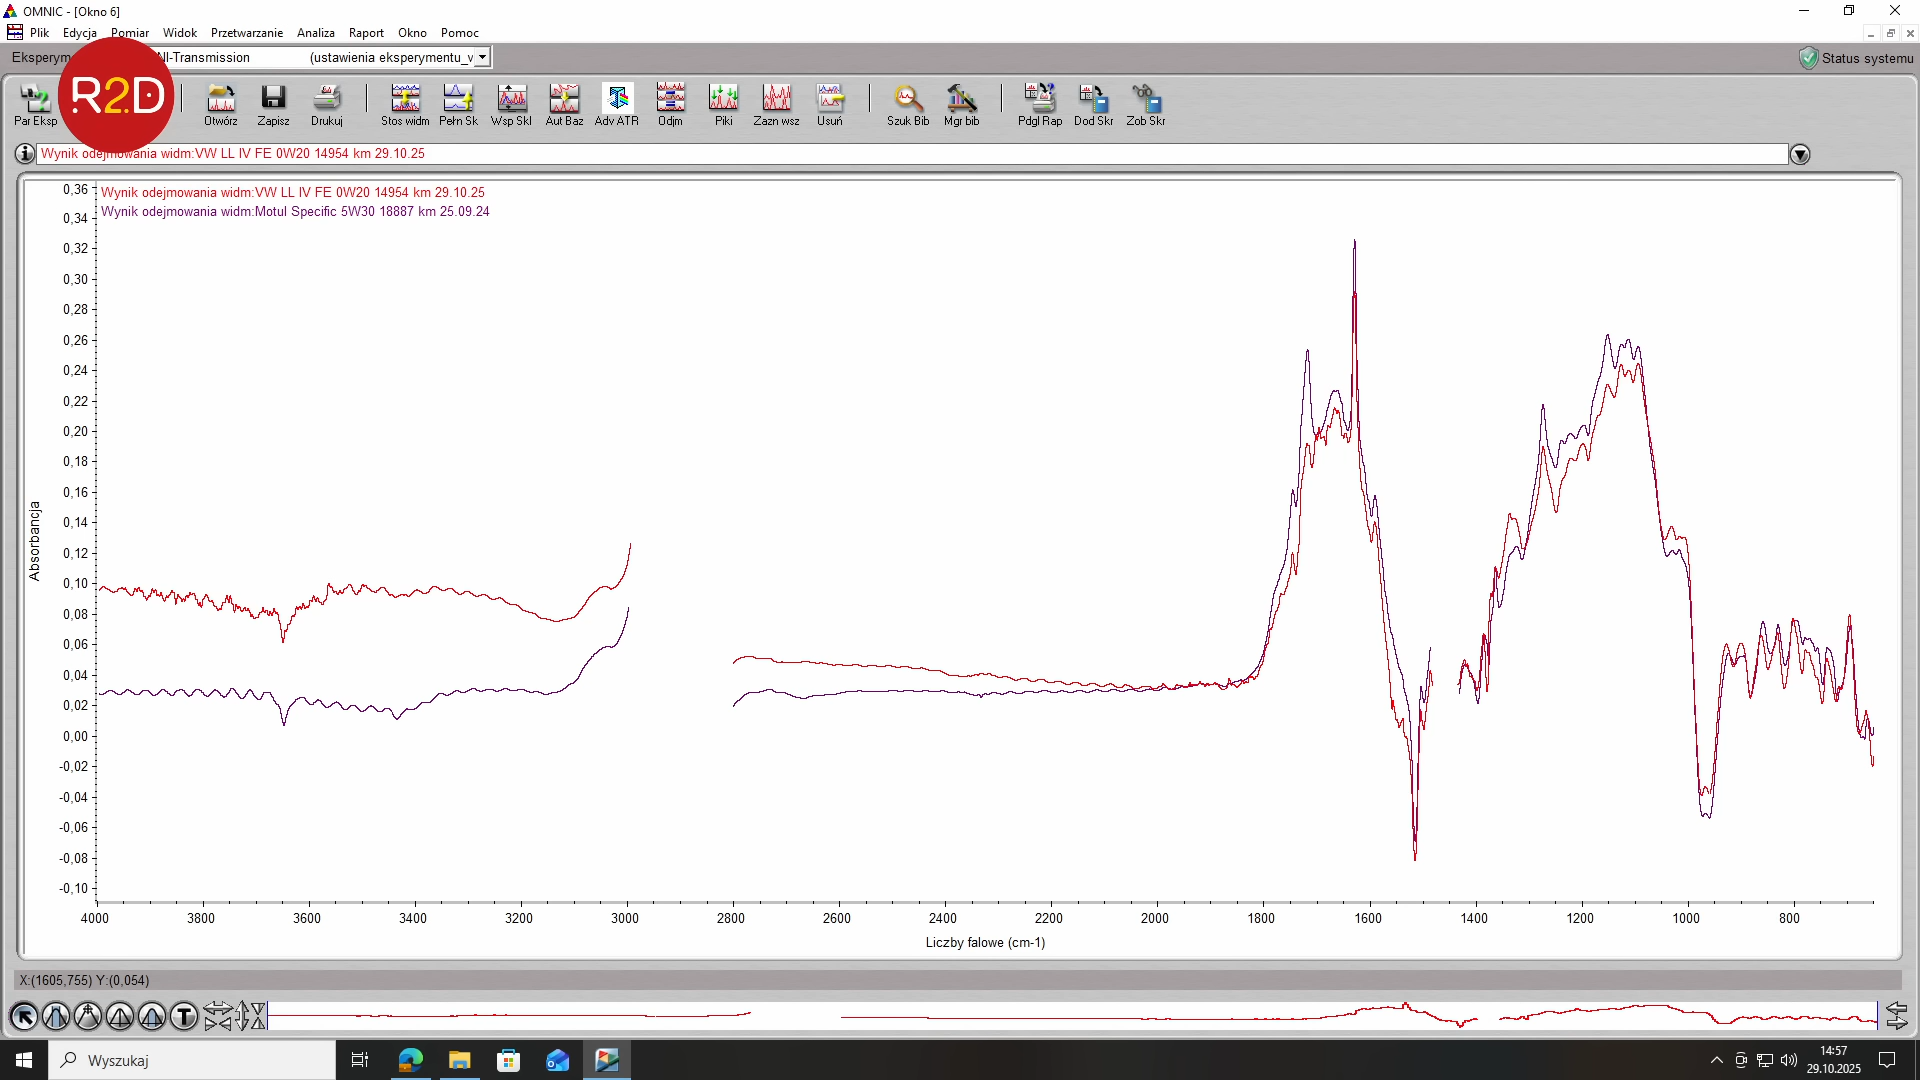 OMNIC - [Okno 6]
Plik Edycja Pomiar Widok Przetwarzanie Analiza Raport Okno Pomoc
(ustawienia eksperymentu_v
Status systemu
R2D
Par Eksp Otwórz Zapisz Drukuj Stos widm Pełn Sk Wsp Skl Aut Baz Adv ATR Odjm Piki Zazn wsz Usuń Szuk Bib Mgr bib Pdgl Rap Dod Skr Zob Skr
Wynik odejmowania widm:VW LL IV FE 0W20 14954 km 29.10.25
Wynik odejmowania widm:VW LL IV FE 0W20 14954 km 29.10.25
Wynik odejmowania widm:Motul Specific 5W30 18887 km 25.09.24
0,36
0,34
0,32
0,30
0,28
0,26
0,24
0,22
0,20
0,18
0,16
0,14
0,12
0,10
0,08
0,06
0,04
0,02
0,00
-0,02
-0,04
-0,06
-0,08
-0,10
Absorbancja
4000 3800 3600 3400 3200 3000 2800 2600 2400 2200 2000 1800 1600 1400 1200 1000 800
Liczby falowe (cm-1)
X:(1605,755) Y:(0,054)
T
Wyszukaj
14:57
29.10.2025